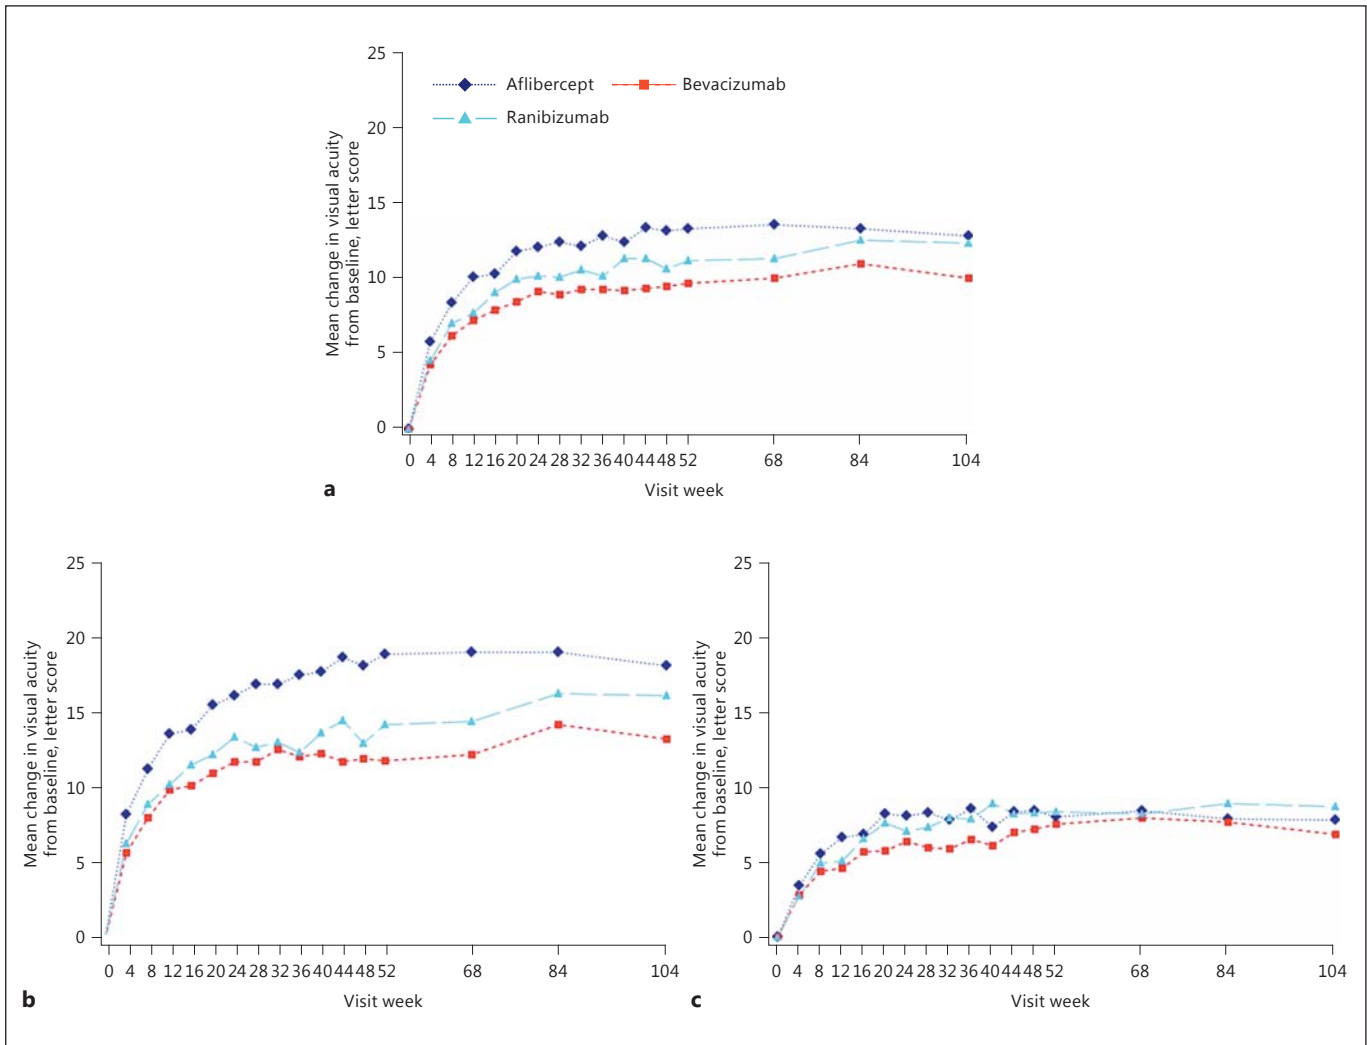 25
20
15
10
5
0
Mean change in visual acuity
from baseline, letter score
Aflibercept
Bevacizumab
Ranibizumab
0 4 8 12 16 20 24 28 32 36 40 44 48 52 68 84 104
Visit week
a
25
20
15
10
5
0
Mean change in visual acuity
from baseline, letter score
0 4 8 12 16 20 24 28 32 36 40 44 48 52 68 84 104
Visit week
b
25
20
15
10
5
0
Mean change in visual acuity
from baseline, letter score
0 4 8 12 16 20 24 28 32 36 40 44 48 52 68 84 104
Visit week
c